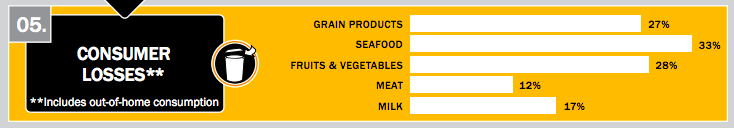 05.
CONSUMER
LOSSES**
**Includes out-of-home consumption
GRAIN PRODUCTS 27%
SEAFOOD 33%
FRUITS & VEGETABLES 28%
MEAT 12%
MILK 17%